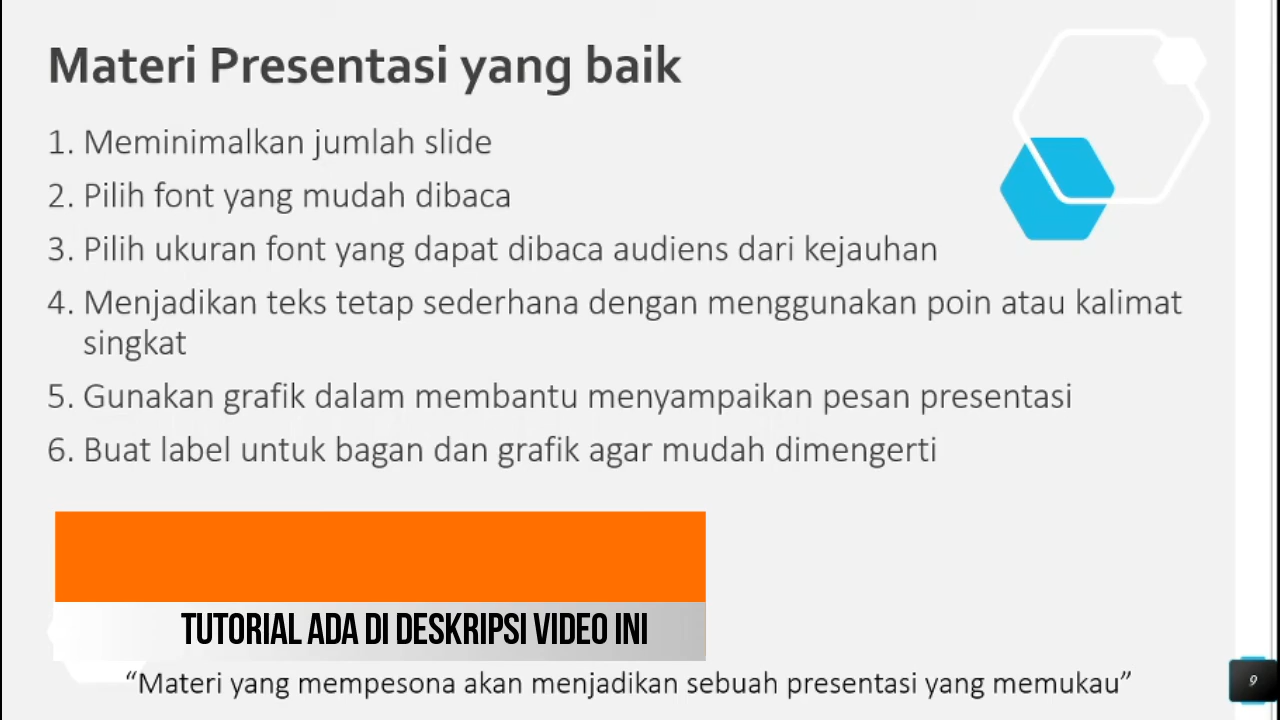 Materi Presentasi yang baik
1. Meminimalkan jumlah slide
2. Pilih font yang mudah dibaca
3. Pilih ukuran font yang dapat dibaca audiens dari kejauhan
4. Menjadikan teks tetap sederhana dengan menggunakan poin atau kalimat
singkat
5. Gunakan grafik dalam membantu menyampaikan pesan presentasi
6. Buat label untuk bagan dan grafik agar mudah dimengerti
TUTORIAL ADA DI DESKRIPSI VIDEO INI
“Materi yang mempesona akan menjadikan sebuah presentasi yang memukau”
9